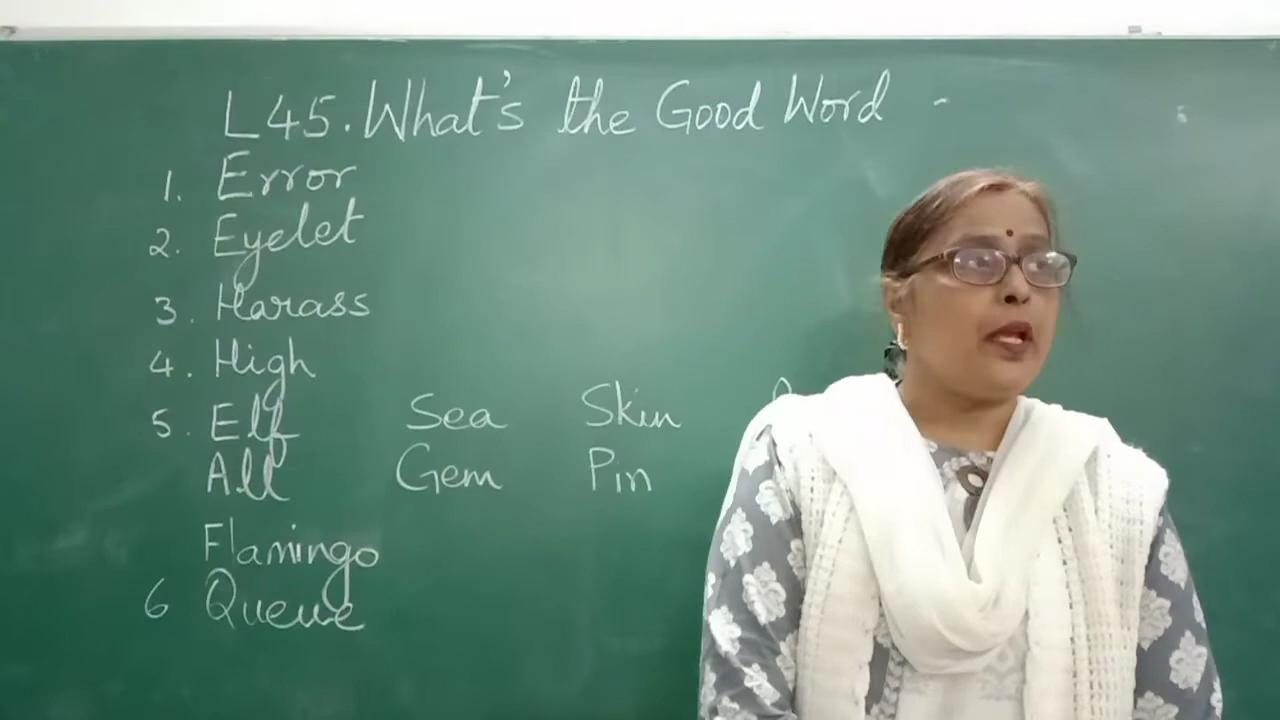 L45. What's the Good Word -
1. Error
2. Eyelet
3. Harass
4. High
5. Elf Sea Skin
All Gem Pin
Flamingo
6 Queue